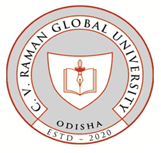 C. V. RAMAN GLOBAL UNIVERSITY
ODISHA
ESTD - 2020